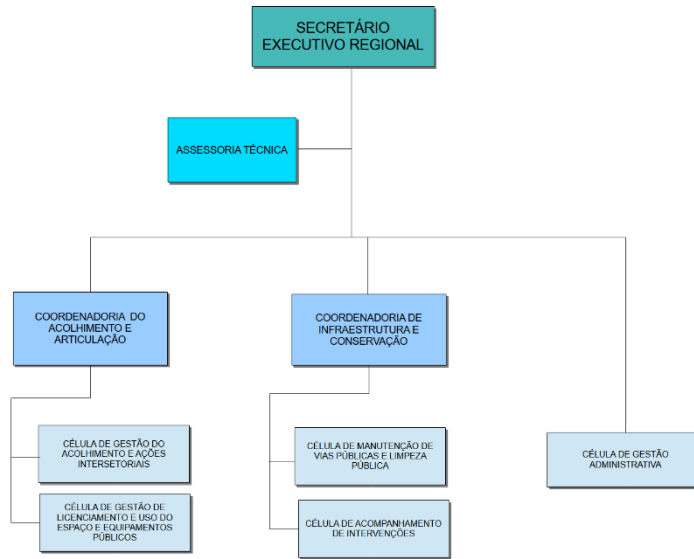 SECRETÁRIO
EXECUTIVO REGIONAL
ASSESSORIA TÉCNICA
COORDENADORIA DO
ACOLHIMENTO E
ARTICULAÇÃO
COORDENADORIA DE
INFRAESTRUTURA E
CONSERVAÇÃO
CÉLULA DE GESTÃO DO
ACOLHIMENTO E AÇÕES
INTERSETORIAIS
CÉLULA DE GESTÃO DE
LICENCIAMENTO E USO DO
ESPAÇO E EQUIPAMENTOS
PÚBLICOS
CÉLULA DE MANUTENÇÃO DE
VIAS PÚBLICAS E LIMPEZA
PÚBLICA
CÉLULA DE ACOMPANHAMENTO
DE INTERVENÇÕES
CÉLULA DE GESTÃO
ADMINISTRATIVA